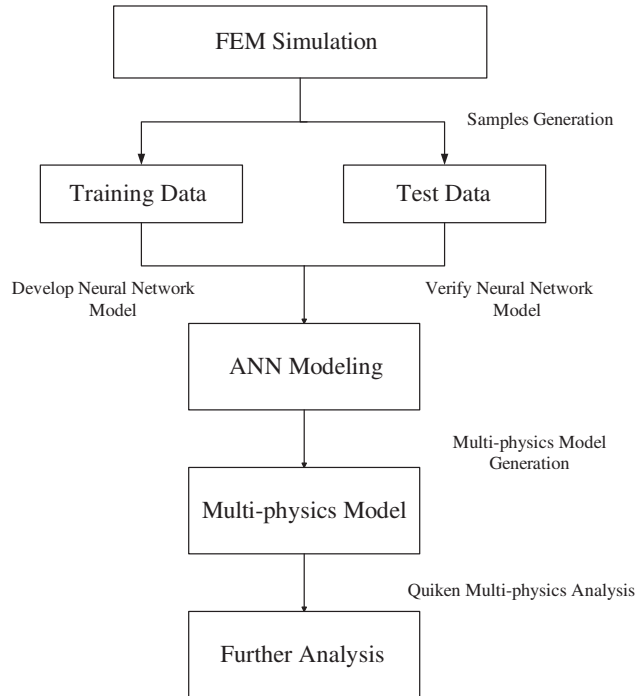 FEM Simulation
Samples Generation
Training Data
Test Data
Develop Neural Network
Model
Verify Neural Network
Model
ANN Modeling
Multi-physics Model
Generation
Multi-physics Model
Quiken Multi-physics Analysis
Further Analysis